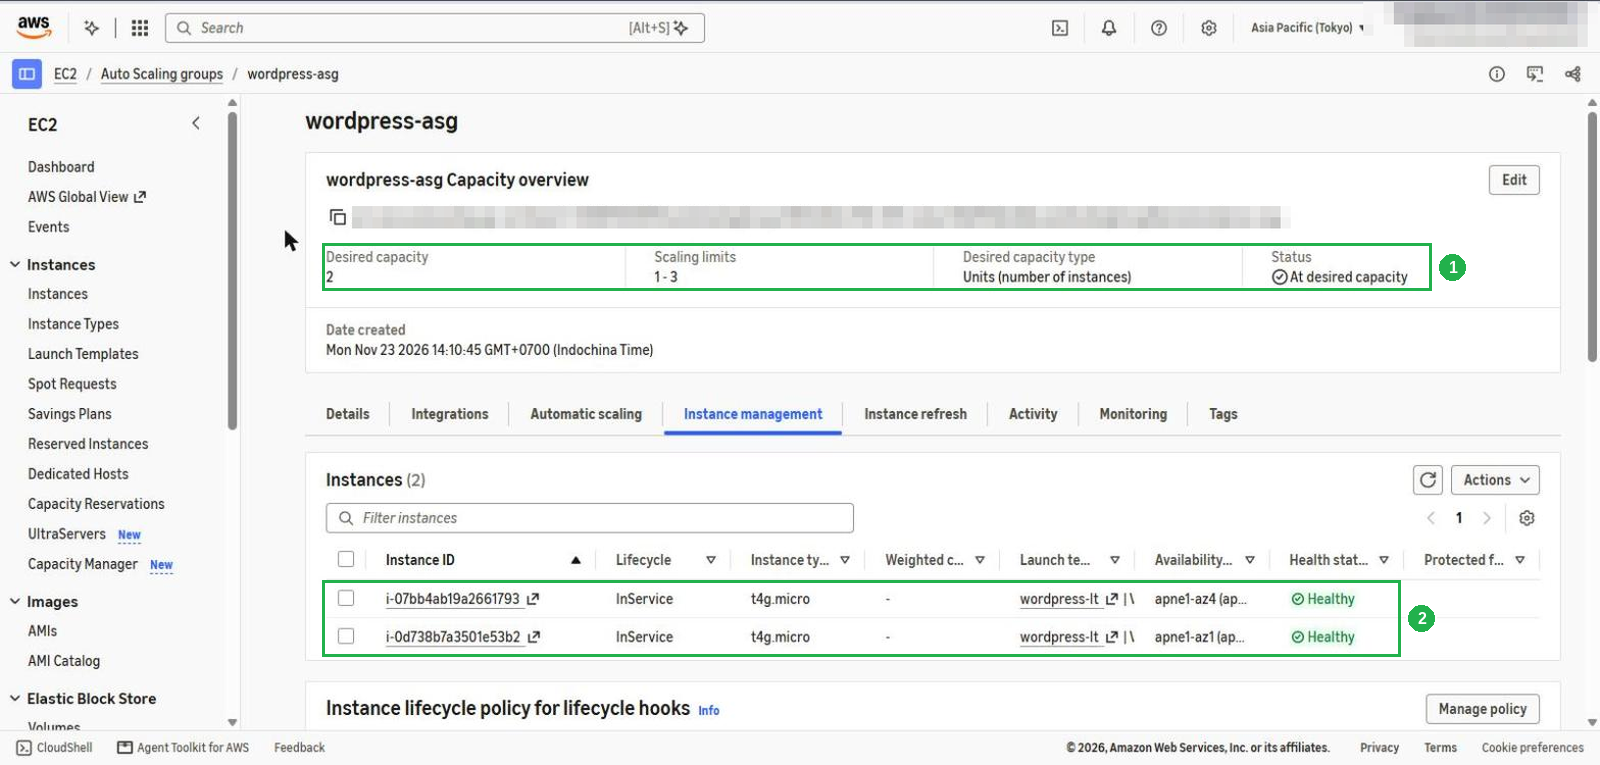 aws
Search [Alt+S]
Asia Pacific (Tokyo)
EC2 / Auto Scaling groups / wordpress-asg
EC2
Dashboard
AWS Global View
Events
Instances
Instances
Instance Types
Launch Templates
Spot Requests
Savings Plans
Reserved Instances
Dedicated Hosts
Capacity Reservations
UltraServers New
Capacity Manager New
Images
AMIs
AMI Catalog
Elastic Block Store
Volumes
wordpress-asg
wordpress-asg Capacity overview
Edit
Desired capacity Scaling limits Desired capacity type Status
2 1 - 3 Units (number of instances) At desired capacity
1
Date created
Mon Nov 23 2026 14:10:45 GMT+0700 (Indochina Time)
Details Integrations Automatic scaling Instance management Instance refresh Activity Monitoring Tags
Instances (2)
Actions
Filter instances
1
Instance ID Lifecycle Instance ty... Weighted c... Launch te... Availability... Health stat... Protected f...
i-07bb4ab19a2661793 InService t4g.micro - wordpress-lt | \ apne1-az4 (ap... Healthy
i-0d738b7a3501e53b2 InService t4g.micro - wordpress-lt | \ apne1-az1 (ap... Healthy
2
Instance lifecycle policy for lifecycle hooks Info
Manage policy
CloudShell Agent Toolkit for AWS Feedback
© 2026, Amazon Web Services, Inc. or its affiliates. Privacy Terms Cookie preferences